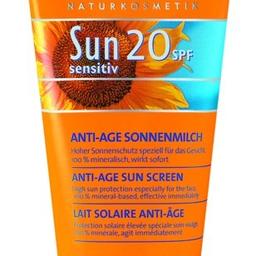 NATURKOSMETIK
Sun 20 SPF
sensitiv
ANTI-AGE SONNENMILCH
Hoher Sonnenschutz speziell für das Gesicht
100 % mineralisch, wirkt sofort
ANTI-AGE SUN SCREEN
High sun protection especially for the face
100 % mineral-based, effective immediately
LAIT SOLAIRE ANTI-ÂGE
Protection solaire élevée spéciale
100 % minérale, agit immédiatement